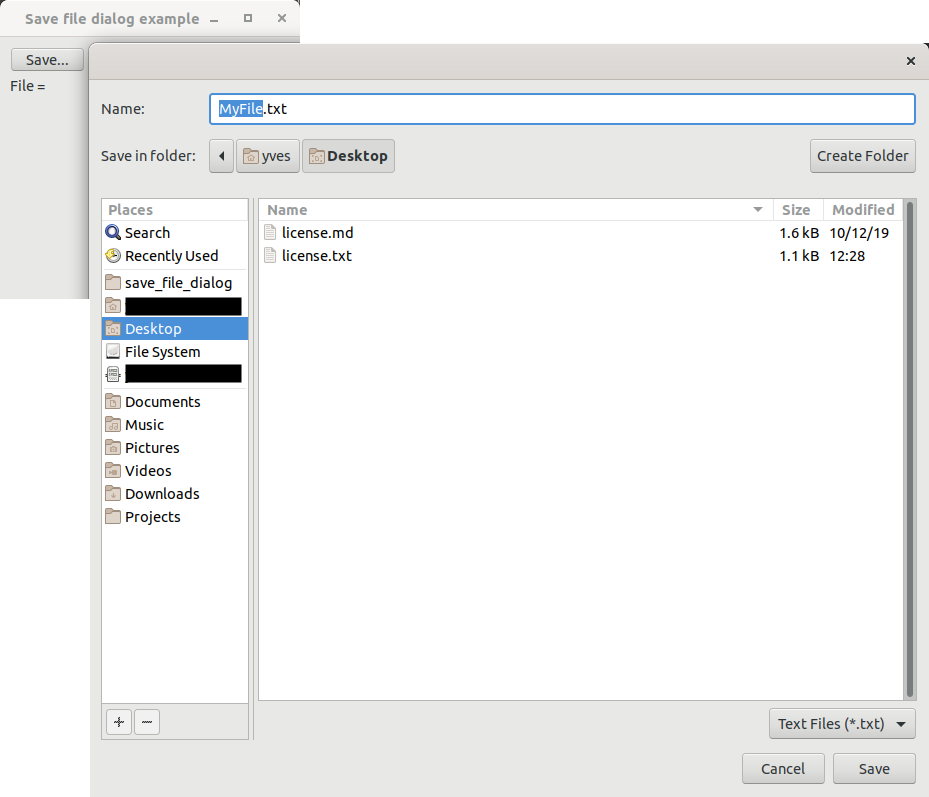 Save file dialog example
Save...
File =
Name: MyFile.txt
Save in folder: yves Desktop Create Folder
Places
Search
Recently Used
save_file_dialog
Desktop
File System
Documents
Music
Pictures
Videos
Downloads
Projects
Name Size Modified
license.md 1.6 kB 10/12/19
license.txt 1.1 kB 12:28
Text Files (*.txt)
Cancel Save